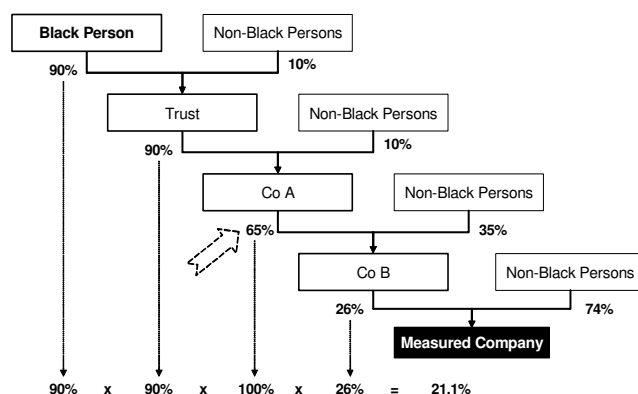 Black Person Non-Black Persons
90% 10%
Trust Non-Black Persons
90% 10%
Co A Non-Black Persons
65% 35%
Co B Non-Black Persons
26% 74%
Measured Company
90% x 90% x 100% x 26% = 21.1%